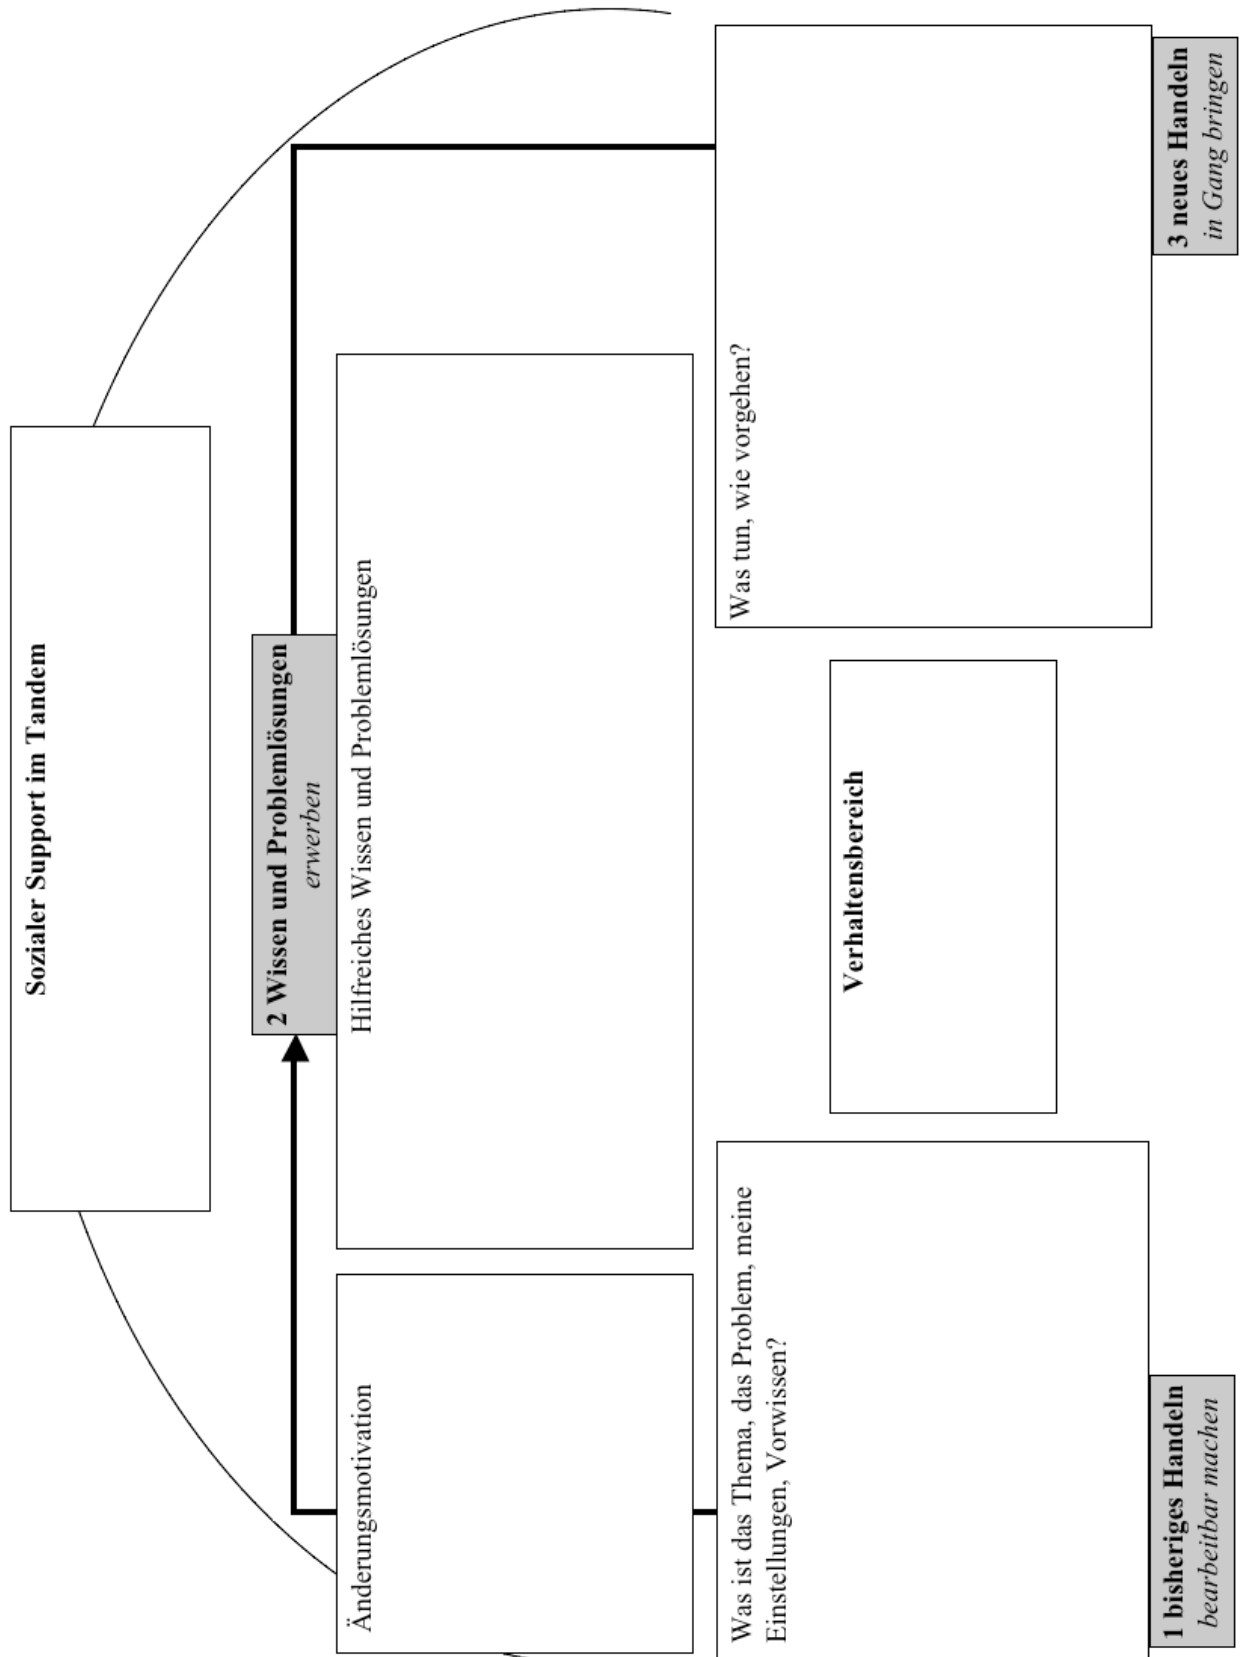 Sozialer Support im Tandem
2 Wissen und Problemlösungen
erwerben
Änderungsmotivation
Hilfreiches Wissen und Problemlösungen
Was ist das Thema, das Problem, meine
Einstellungen, Vorwissen?
Verhaltensbereich
Was tun, wie vorgehen?
1 bisheriges Handeln
bearbeitbar machen
3 neues Handeln
in Gang bringen